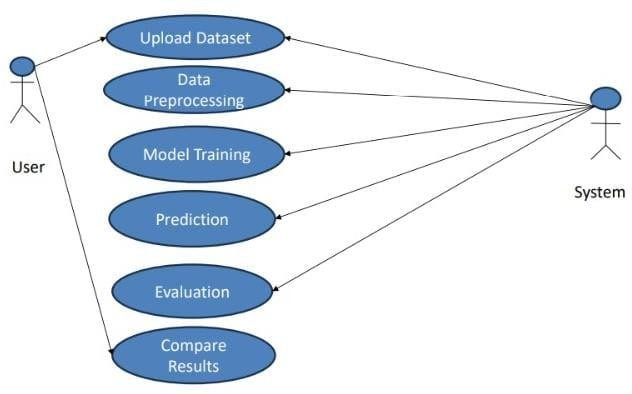 Upload Dataset
Data
Preprocessing
Model Training
User
System
Prediction
Evaluation
Compare
Results